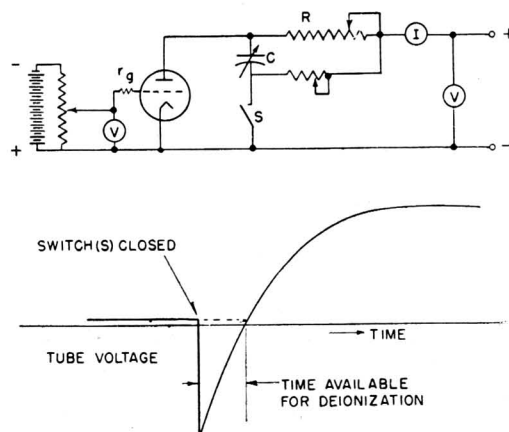 R
+
I
-
r g
C
S
V
V
+
-
SWITCH(S) CLOSED
TIME
TUBE VOLTAGE
TIME AVAILABLE
FOR DEIONIZATION